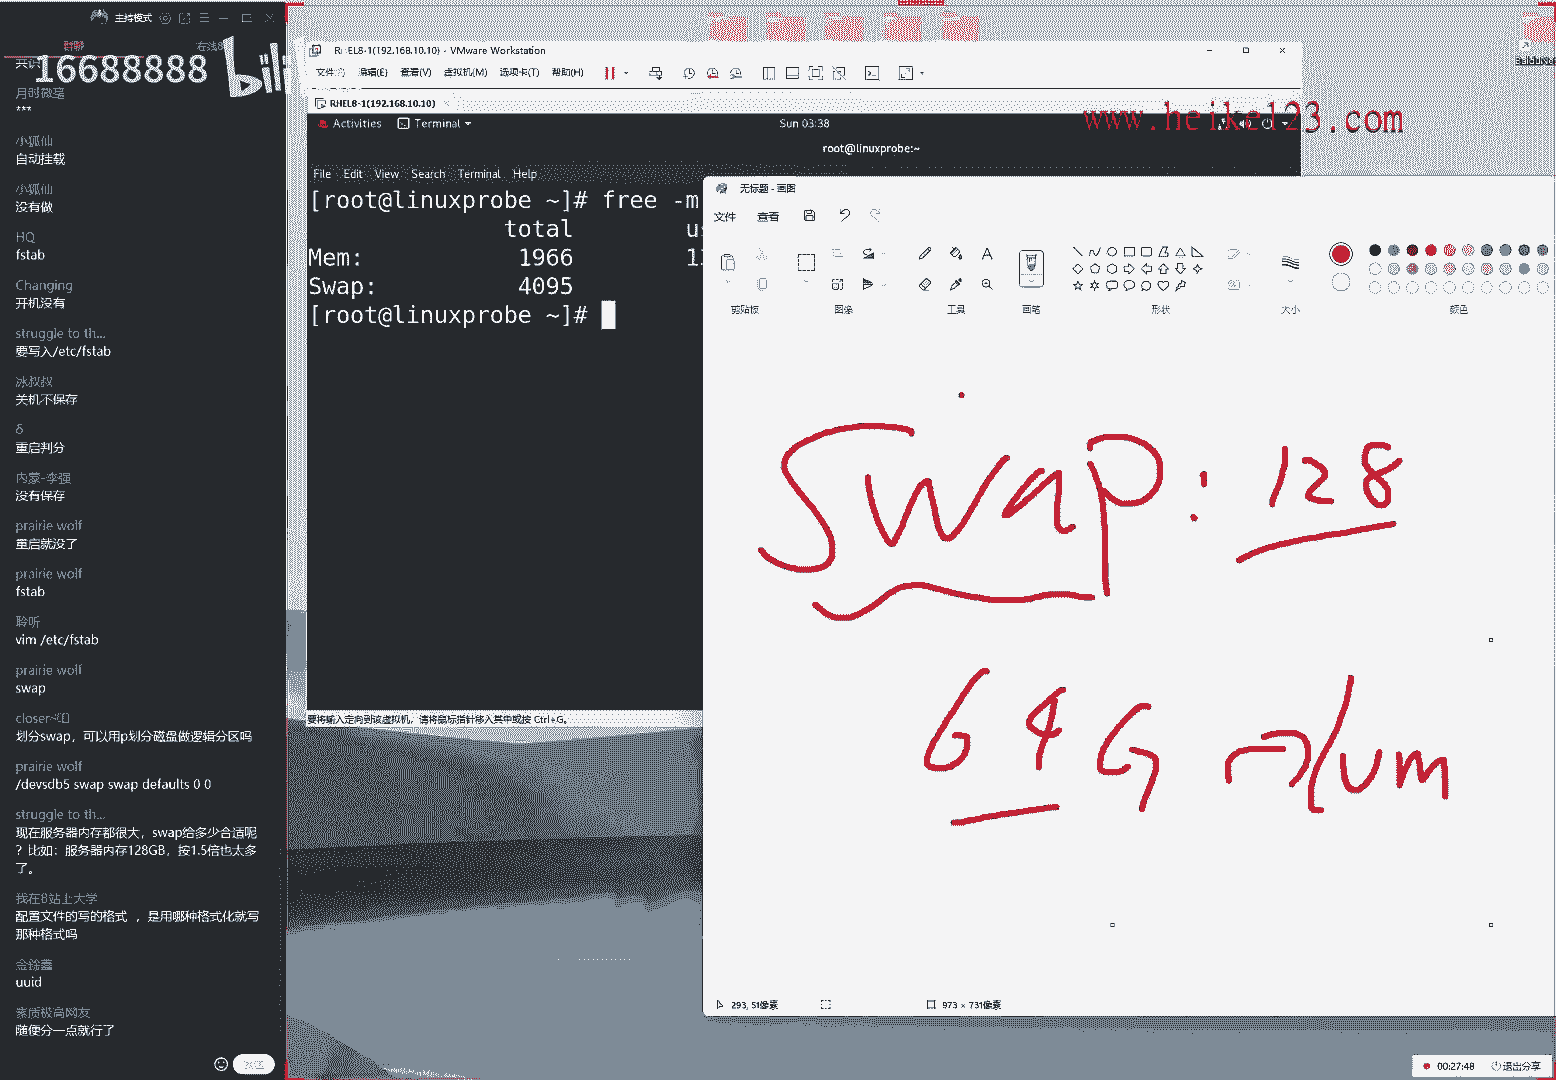 主持模式
群聊
16688888 bili
***
小狐仙
自动挂载
小狐仙
没有做
HQ
fstab
Changing
开机没有
struggle to th...
要写入/etc/fstab
冰叔叔
关机不保存
δ
重启判分
内蒙-李强
没有保存
prairie wolf
重启就没了
prairie wolf
fstab
聆听
vim /etc/fstab
prairie wolf
swap
划分swap，可以用p划分磁盘做逻辑分区吗
prairie wolf
/devsdb5 swap swap defaults 0 0
struggle to th...
现在服务器内存都很大，swap给多少合适呢
？比如：服务器内存128GB，按1.5倍也太多
了。
我在B站上大学
配置文件的写的格式 ，是用哪种格式化就写
那种格式吗
uuid
素质极高网友
随便分一点就行了
RHEL8-1(192.168.10.10) - VMware Workstation
文件(F) 编辑(E) 查看(V) 虚拟机(M) 选项卡(T) 帮助(H)
RHEL8-1(192.168.10.10)
www.heike123.com
Activities Terminal Sun 03:38
root@linuxprobe:~
File Edit View Search Terminal Help
[root@linuxprobe ~]# free -m
total
Mem: 1966
Swap: 4095
[root@linuxprobe ~]#
要将输入定向到该虚拟机，请将鼠标指针移入其中或按 Ctrl+G。
无标题 - 画图
文件 查看
剪贴板 图像 工具 画笔 形状 大小 颜色
Swap: 128
64G
293, 51像素 973 × 731像素
00:27:48 退出分享